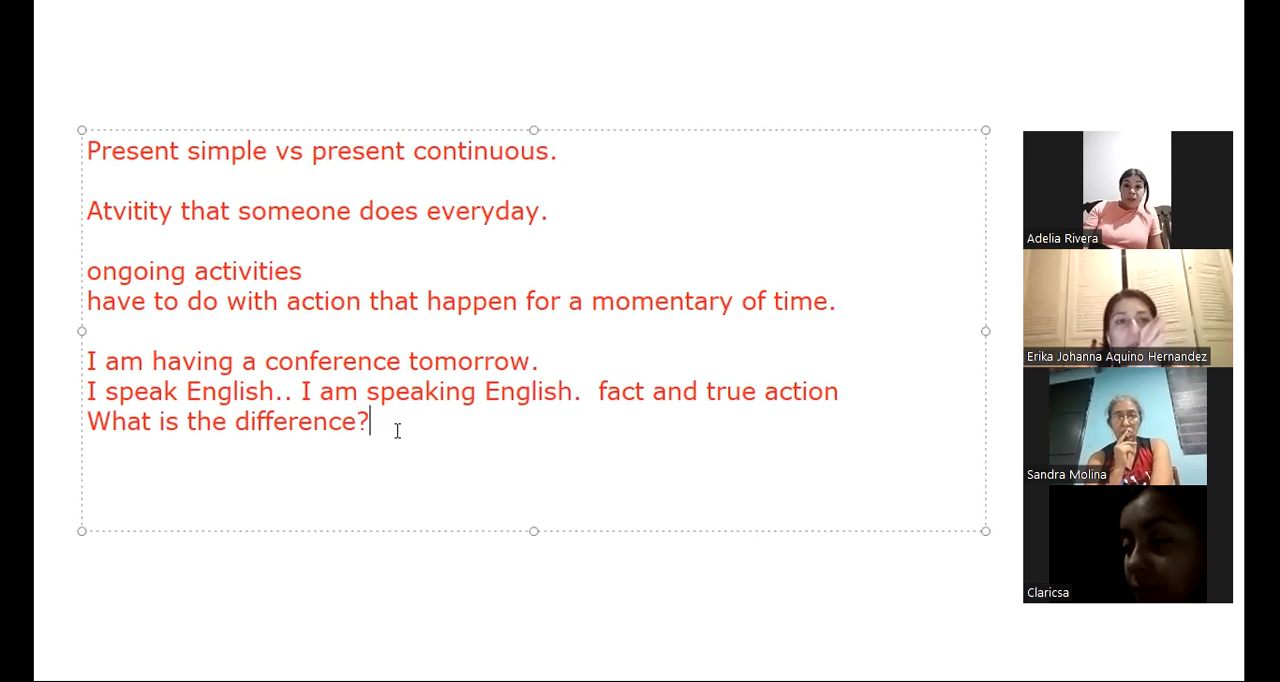 Present simple vs present continuous.
Atvitity that someone does everyday.
ongoing activities
have to do with action that happen for a momentary of time.
I am having a conference tomorrow.
I speak English.. I am speaking English.  fact and true action
What is the difference?
Adelia Rivera
Erika Johanna Aquino Hernandez
Sandra Molina
Claricsa